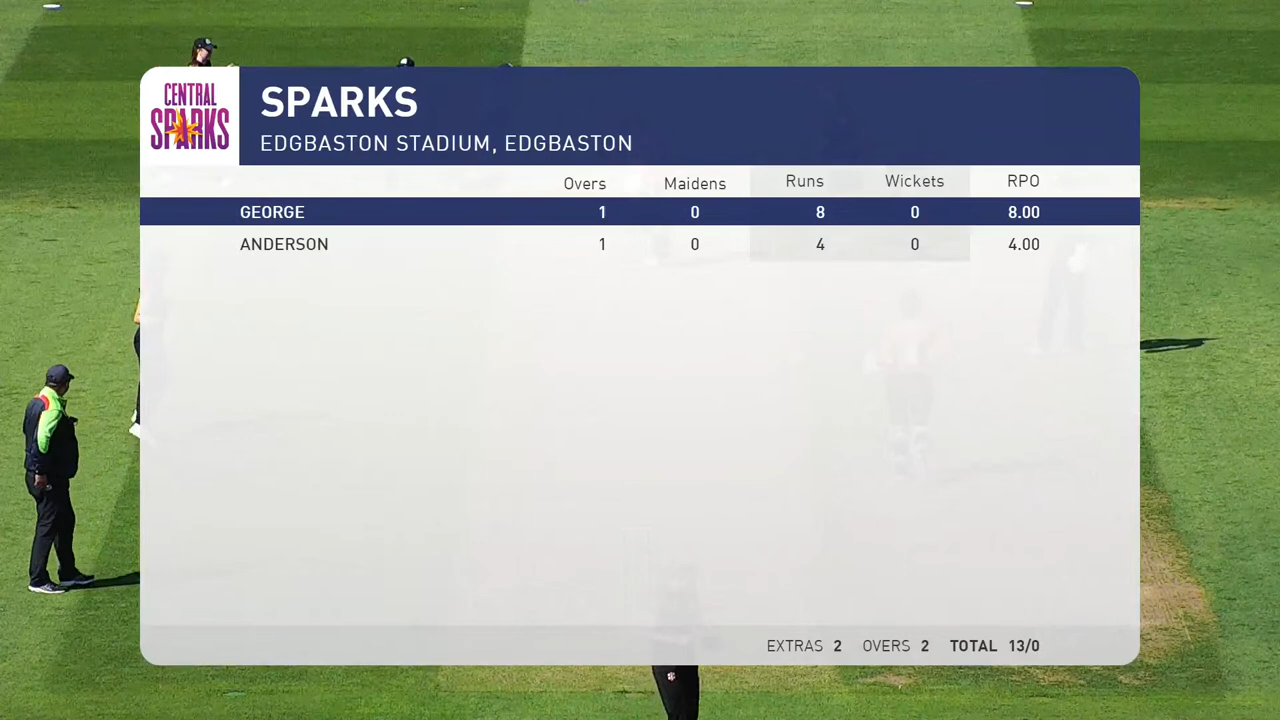 CENTRAL
SPARKS
SPARKS
EDGBASTON STADIUM, EDGBASTON
Overs Maidens Runs Wickets RPO
GEORGE 1 0 8 0 8.00
ANDERSON 1 0 4 0 4.00
EXTRAS 2 OVERS 2 TOTAL 13/0